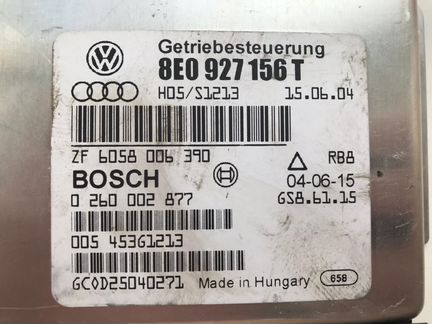 Getriebesteuerung
8E0 927 156 T
H05/S1213 15.06.04
ZF 6058 006 390 RB8
BOSCH 04-06-15
0 260 002 877 GS8.61.15
005 45361213
GC0D25040271 Made in Hungary 658